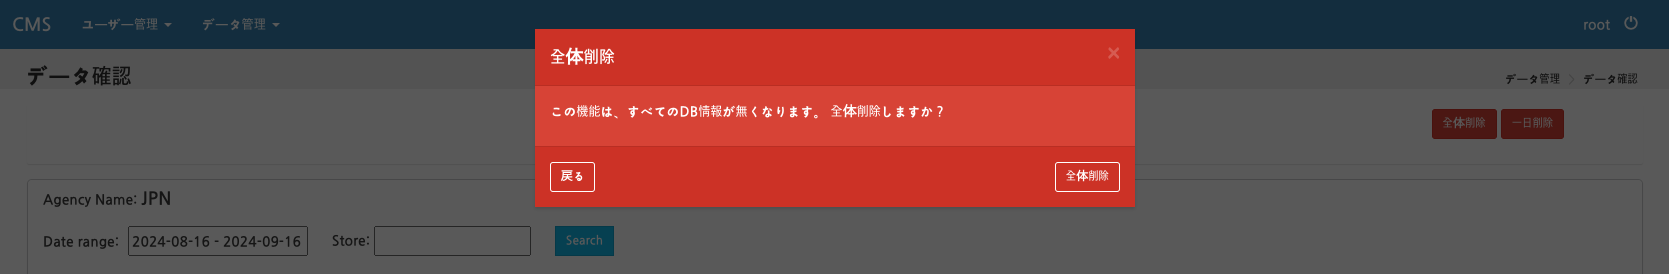 CMS ユーザー管理 データ管理 root
データ確認
データ管理 > データ確認
全体削除 ×
この機能は、すべてのDB情報が無くなります。 全体削除しますか？
戻る 全体削除
全体削除 一日削除
Agency Name: JPN
Date range: 2024-08-16 - 2024-09-16 Store: Search